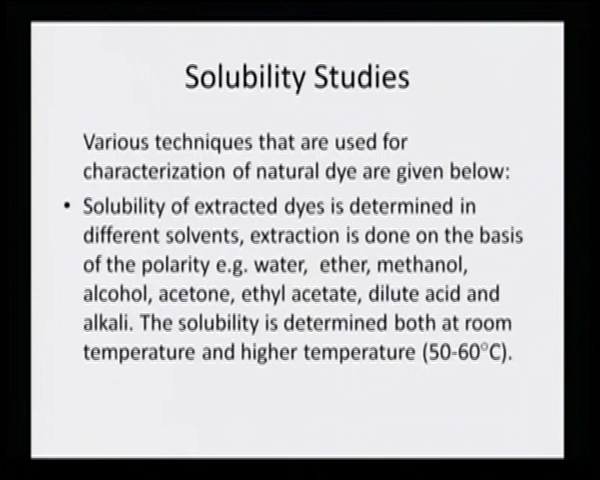 Solubility Studies
Various techniques that are used for
characterization of natural dye are given below:
• Solubility of extracted dyes is determined in
different solvents, extraction is done on the basis
of the polarity e.g. water,  ether, methanol,
alcohol, acetone, ethyl acetate, dilute acid and
alkali. The solubility is determined both at room
temperature and higher temperature (50-60°C).